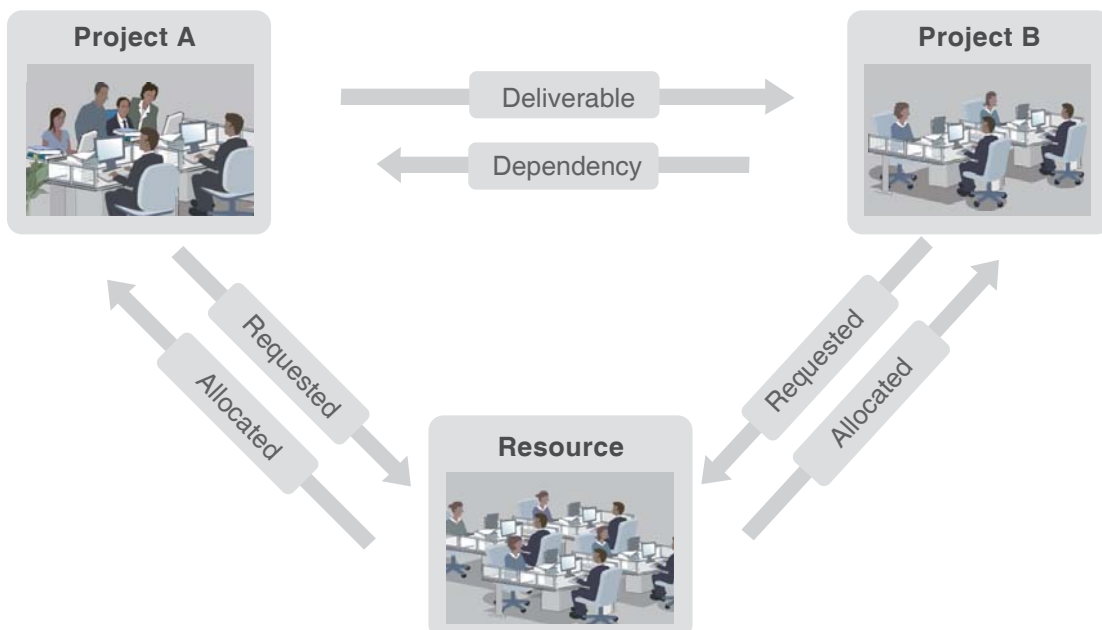 Project A
Project B
Deliverable
Dependency
Requested
Allocated
Requested
Allocated
Resource